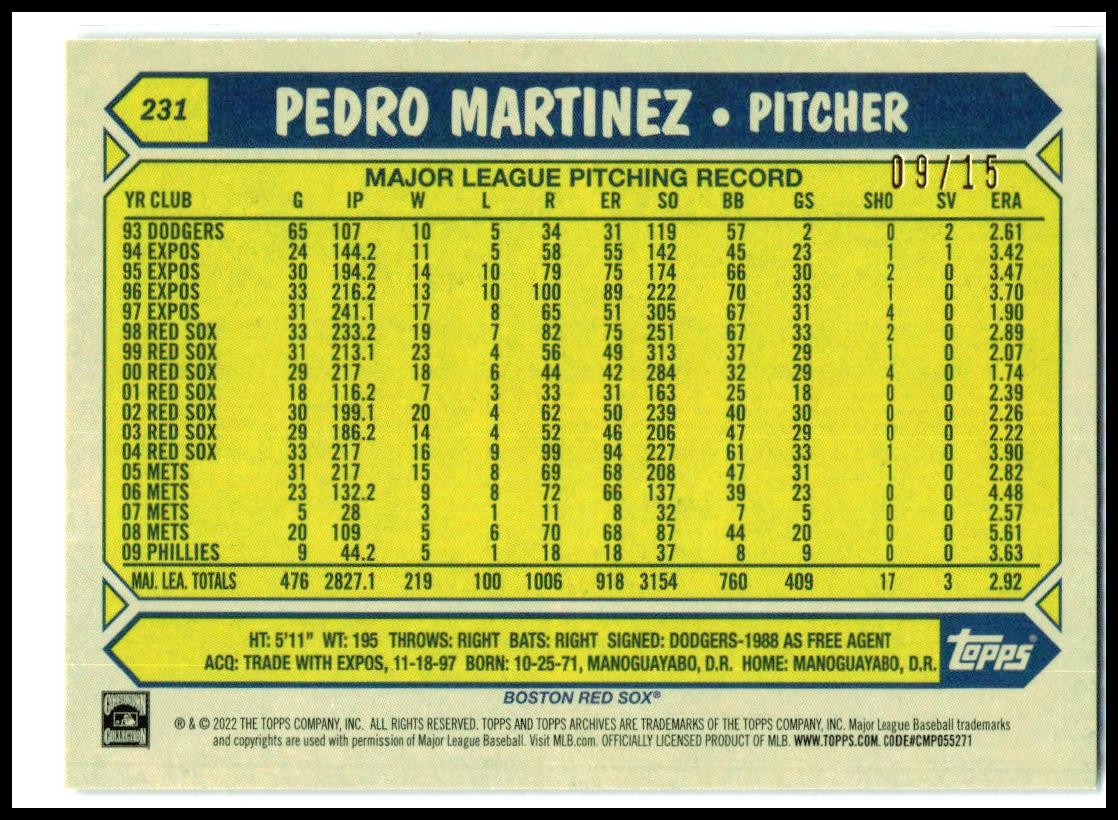 231 PEDRO MARTINEZ • PITCHER
09/15
MAJOR LEAGUE PITCHING RECORD
YR CLUB G IP W L R ER SO BB GS SHO SV ERA
93 DODGERS 65 107 10 5 34 31 119 57 2 0 2 2.61
94 EXPOS 24 144.2 11 5 58 55 142 45 23 1 1 3.42
95 EXPOS 30 194.2 14 10 79 75 174 66 30 2 0 3.47
96 EXPOS 33 216.2 13 10 100 89 222 70 33 1 0 3.70
97 EXPOS 31 241.1 17 8 65 51 305 67 31 4 0 1.90
98 RED SOX 33 233.2 19 7 82 75 251 67 33 2 0 2.89
99 RED SOX 31 213.1 23 4 56 49 313 37 29 1 0 2.07
00 RED SOX 29 217 18 6 44 42 284 32 29 4 0 1.74
01 RED SOX 18 116.2 7 3 33 31 163 25 18 0 0 2.39
02 RED SOX 30 199.1 20 4 62 50 239 40 30 0 0 2.26
03 RED SOX 29 186.2 14 4 52 46 206 47 29 0 0 2.22
04 RED SOX 33 217 16 9 99 94 227 61 33 1 0 3.90
05 METS 31 217 15 8 69 68 208 47 31 1 0 2.82
06 METS 23 132.2 9 8 72 66 137 39 23 0 0 4.48
07 METS 5 28 3 1 11 8 32 7 5 0 0 2.57
08 METS 20 109 5 6 70 68 87 44 20 0 0 5.61
09 PHILLIES 9 44.2 5 1 18 18 37 8 9 0 0 3.63
MAJ. LEA. TOTALS 476 2827.1 219 100 1006 918 3154 760 409 17 3 2.92
HT: 5'11" WT: 195 THROWS: RIGHT BATS: RIGHT SIGNED: DODGERS-1988 AS FREE AGENT
ACQ: TRADE WITH EXPOS, 11-18-97 BORN: 10-25-71, MANOGUAYABO, D.R. HOME: MANOGUAYABO, D.R.
Topps
BOSTON RED SOX®
COOPERSTOWN
COLLECTION
® & © 2022 THE TOPPS COMPANY, INC. ALL RIGHTS RESERVED. TOPPS AND TOPPS ARCHIVES ARE TRADEMARKS OF THE TOPPS COMPANY, INC. Major League Baseball trademarks
and copyrights are used with permission of Major League Baseball. Visit MLB.com. OFFICIALLY LICENSED PRODUCT OF MLB. WWW.TOPPS.COM. CODE#CMP055271